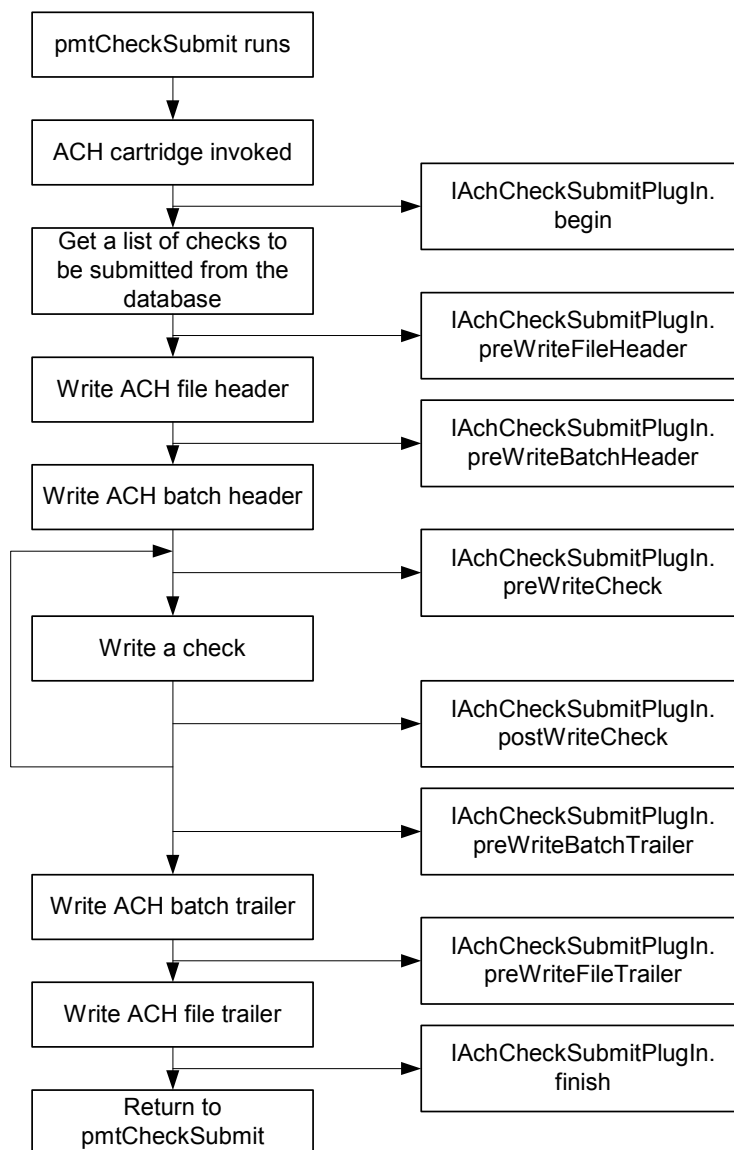 pmtCheckSubmit runs
ACH cartridge invoked
IAchCheckSubmitPlugIn.
begin
Get a list of checks to
be submitted from the
database
IAchCheckSubmitPlugIn.
preWriteFileHeader
Write ACH file header
IAchCheckSubmitPlugIn.
preWriteBatchHeader
Write ACH batch header
IAchCheckSubmitPlugIn.
preWriteCheck
Write a check
IAchCheckSubmitPlugIn.
postWriteCheck
IAchCheckSubmitPlugIn.
preWriteBatchTrailer
Write ACH batch trailer
IAchCheckSubmitPlugIn.
preWriteFileTrailer
Write ACH file trailer
IAchCheckSubmitPlugIn.
finish
Return to
pmtCheckSubmit